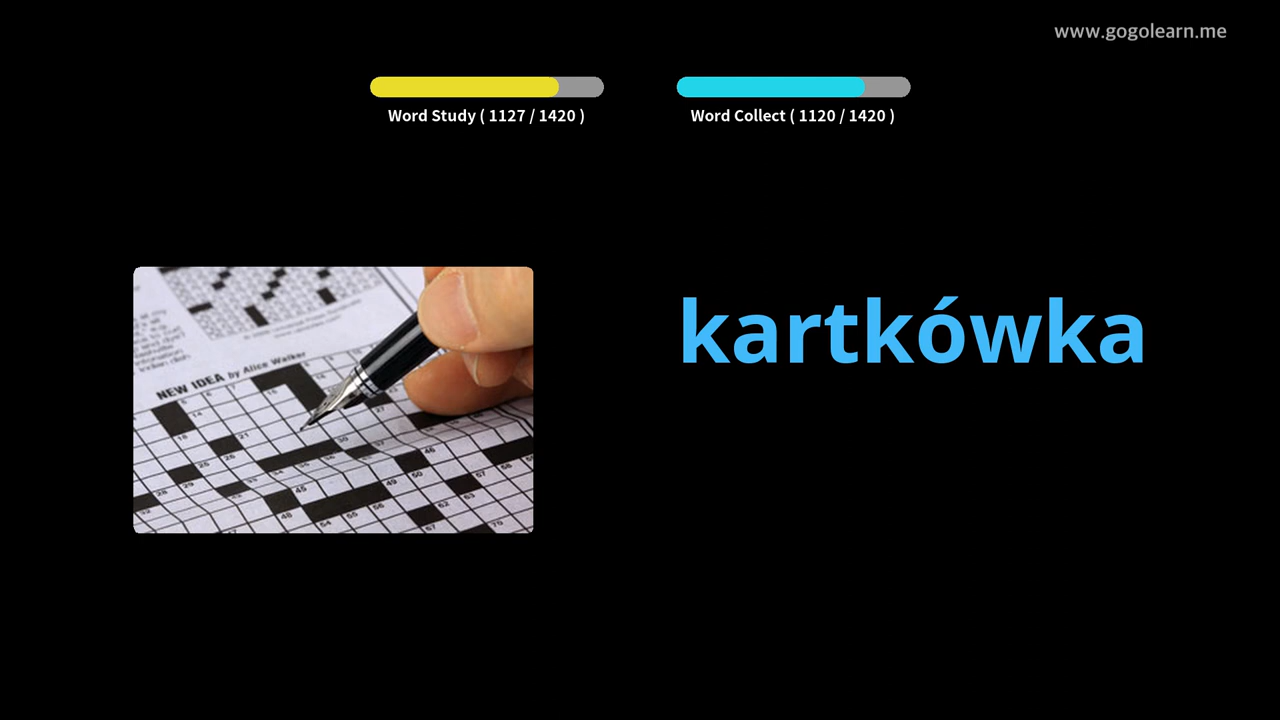 www.gogolearn.me
Word Study ( 1127 / 1420 )
Word Collect ( 1120 / 1420 )
kartkówka
NEW IDEA by Alice Walker